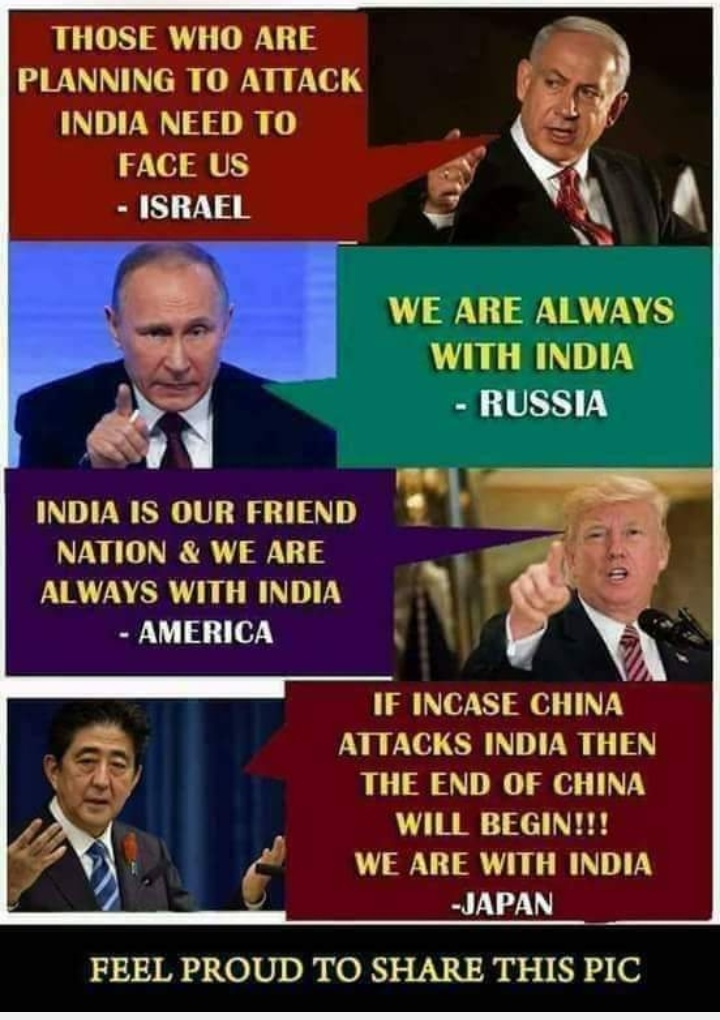 THOSE WHO ARE
PLANNING TO ATTACK
INDIA NEED TO
FACE US
- ISRAEL
WE ARE ALWAYS
WITH INDIA
- RUSSIA
INDIA IS OUR FRIEND
NATION & WE ARE
ALWAYS WITH INDIA
- AMERICA
IF INCASE CHINA
ATTACKS INDIA THEN
THE END OF CHINA
WILL BEGIN!!!
WE ARE WITH INDIA
-JAPAN
FEEL PROUD TO SHARE THIS PIC